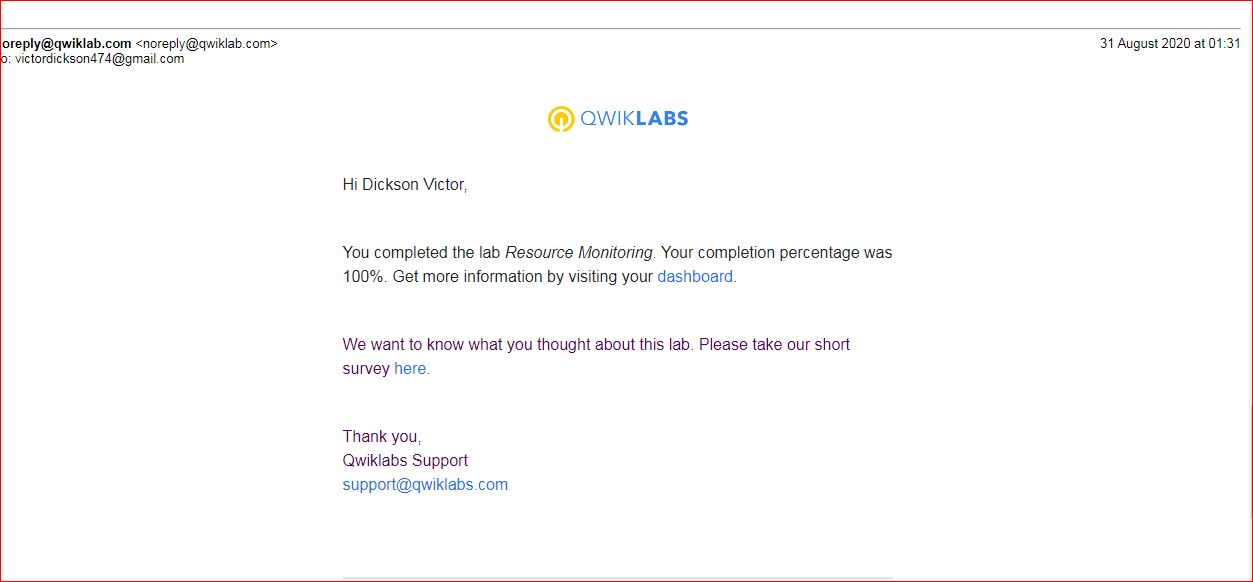 oreply@qwiklab.com <noreply@qwiklab.com>
31 August 2020 at 01:31
o: victordickson474@gmail.com
QWIKLABS
Hi Dickson Victor,
You completed the lab Resource Monitoring. Your completion percentage was
100%. Get more information by visiting your dashboard.
We want to know what you thought about this lab. Please take our short
survey here.
Thank you,
Qwiklabs Support
support@qwiklabs.com